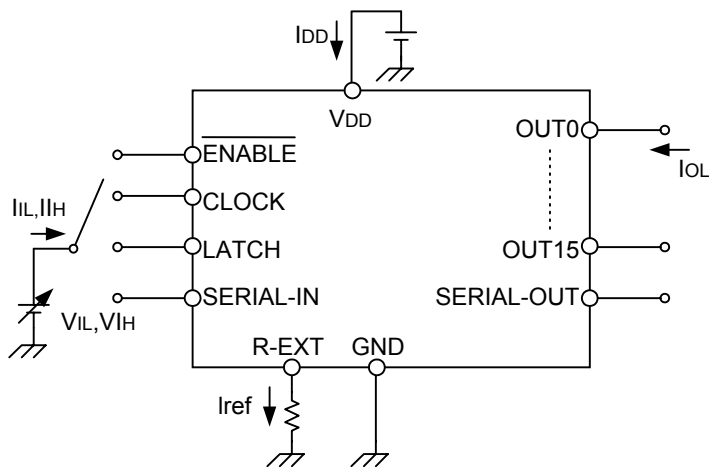 IDD
VDD
ENABLE
OUT0
IOL
CLOCK
IIL,IIH
LATCH
OUT15
SERIAL-IN
SERIAL-OUT
VIL,VIH
R-EXT
GND
Iref